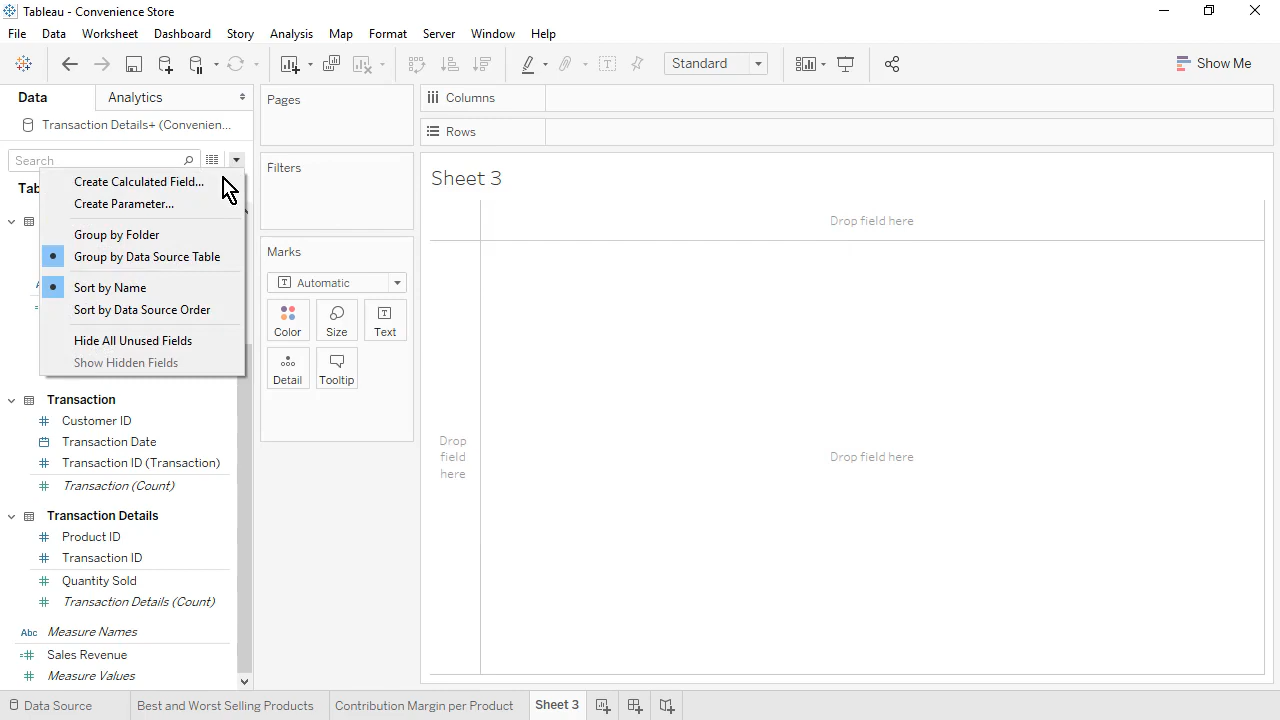 Tableau - Convenience Store
File Data Worksheet Dashboard Story Analysis Map Format Server Window Help
Standard
Show Me
Data Analytics
Transaction Details+ (Convenien...
Search
Create Calculated Field...
Create Parameter...
Group by Folder
Group by Data Source Table
Sort by Name
Sort by Data Source Order
Hide All Unused Fields
Show Hidden Fields
Transaction
Customer ID
Transaction Date
Transaction ID (Transaction)
Transaction (Count)
Transaction Details
Product ID
Transaction ID
Quantity Sold
Transaction Details (Count)
Abc Measure Names
Sales Revenue
Measure Values
Pages
Filters
Marks
Automatic
Color Size Text
Detail Tooltip
Columns
Rows
Sheet 3
Drop field here
Drop
field
here
Drop field here
Data Source Best and Worst Selling Products Contribution Margin per Product Sheet 3